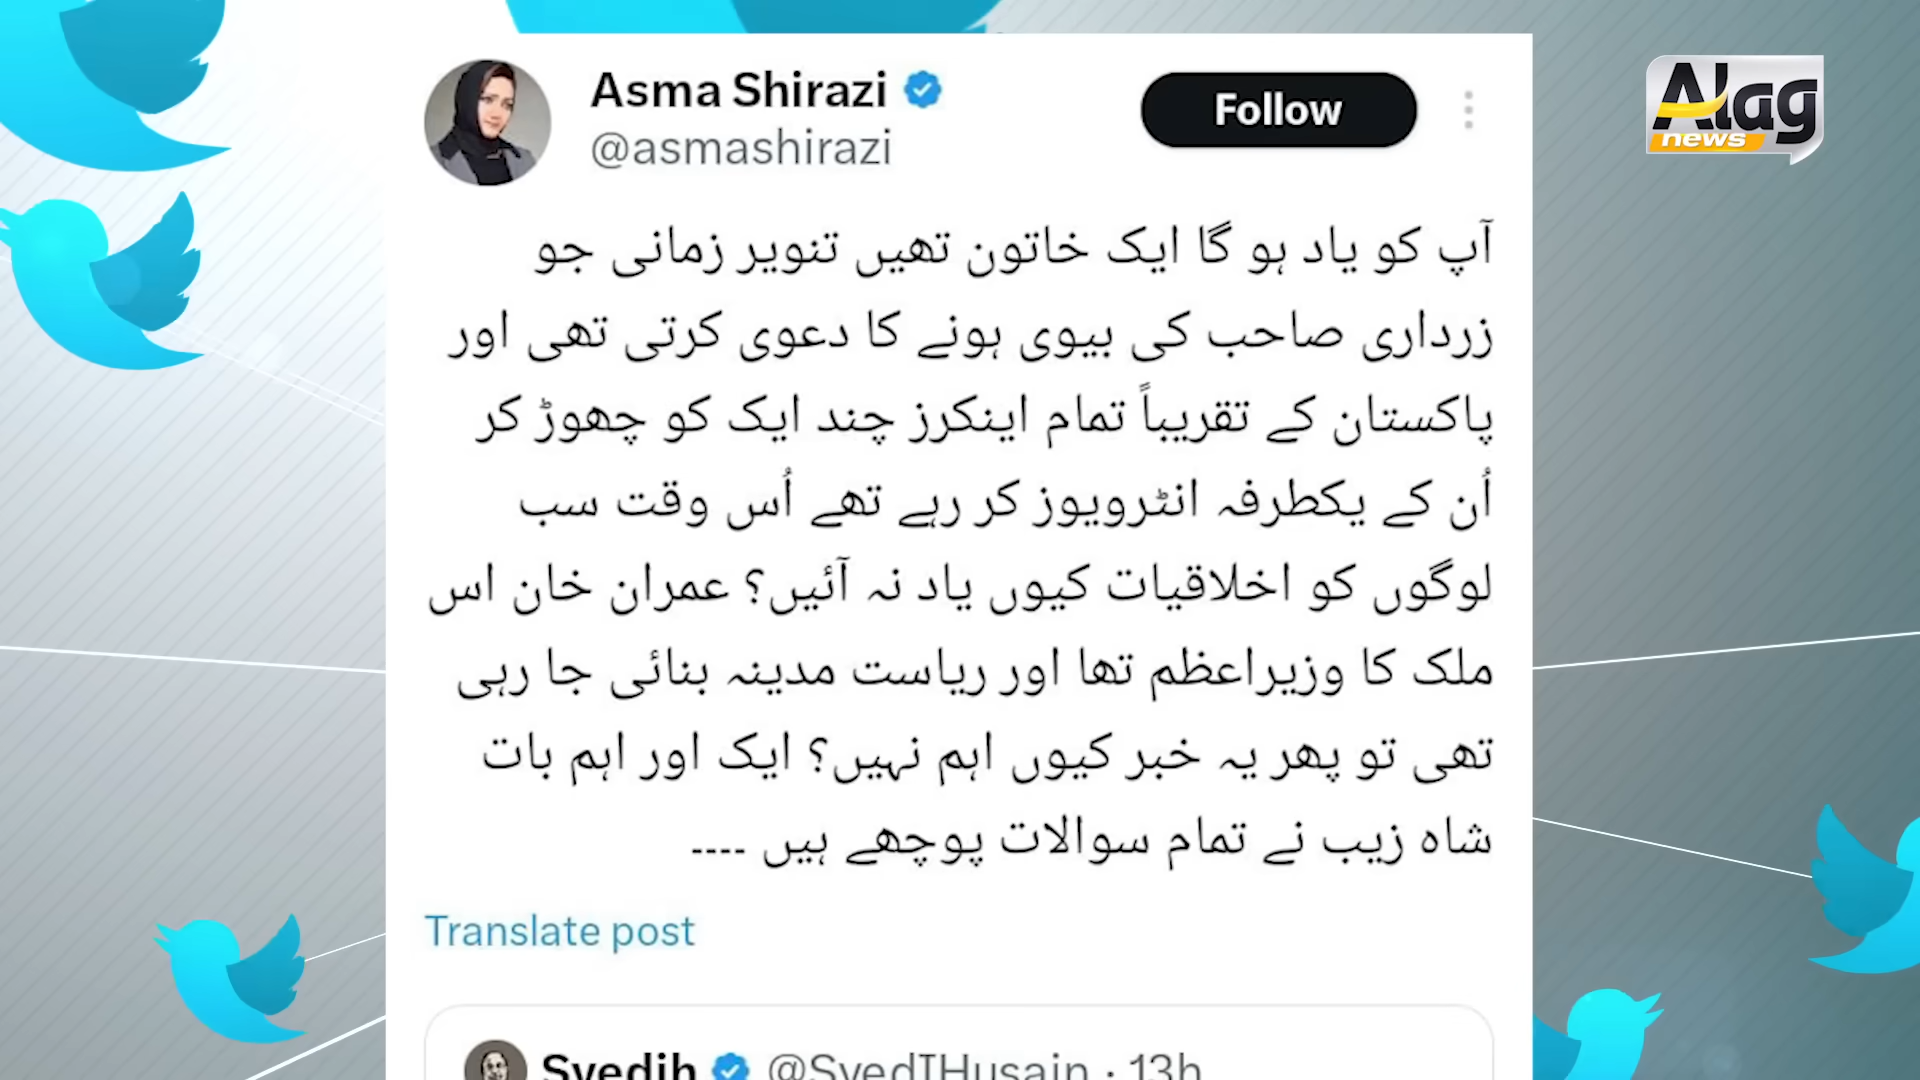 Asma Shirazi
@asmashirazi
Follow
Alag
news
آپ کو یاد ہو گا ایک خاتون تھیں تنویر زمانی جو
زرداری صاحب کی بیوی ہونے کا دعوی کرتی تھی اور
پاکستان کے تقریباً تمام اینکرز چند ایک کو چھوڑ کر
اُن کے یکطرفہ انٹرویوز کر رہے تھے اُس وقت سب
لوگوں کو اخلاقیات کیوں یاد نہ آئیں؟ عمران خان اس
ملک کا وزیراعظم تھا اور ریاست مدینہ بنائی جا رہی
تھی تو پھر یہ خبر کیوں اہم نہیں؟ ایک اور اہم بات
شاہ زیب نے تمام سوالات پوچھے ہیں ----
Translate post
Syedih @SyedIHusain · 13h